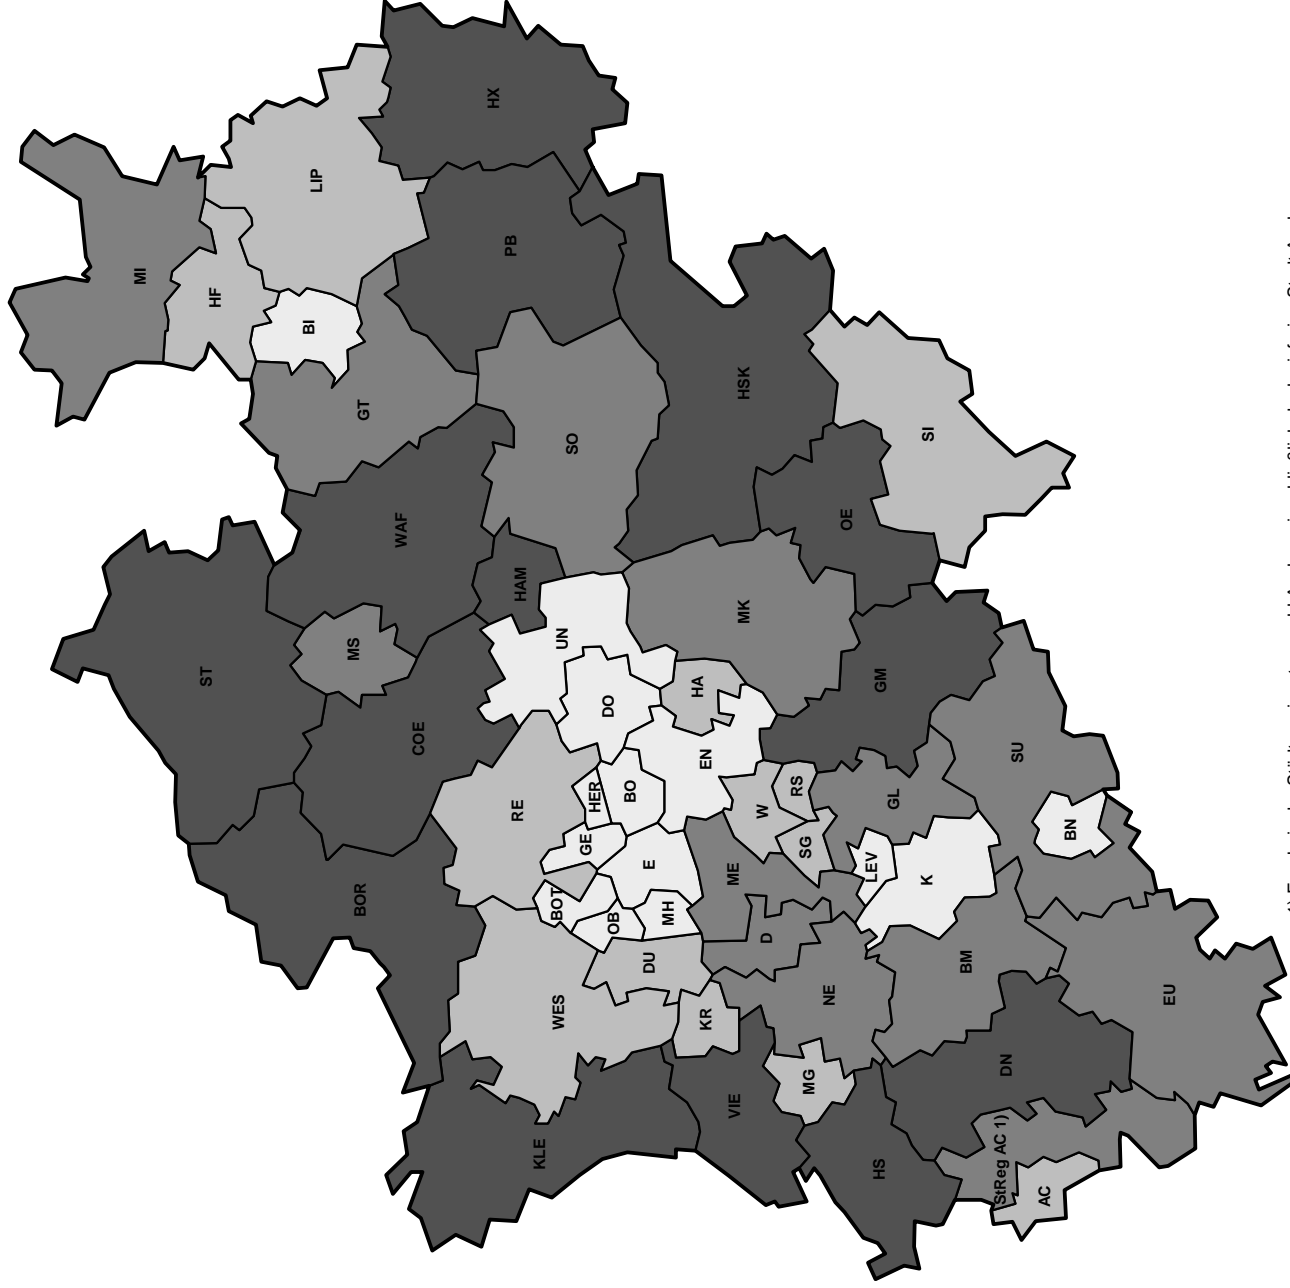 MI
HF
LIP
BI
HX
PB
GT
ST
MS
WAF
HSK
SO
HAM
COE
BOR
UN
RE
DO
HER
BO
GE
E
BOT
OB
MH
DU
WES
KLE
EN
HA
MK
OE
SI
GM
W
RS
SG
ME
D
KR
VIE
MG
NE
GL
LEV
K
SU
BN
BM
HS
DN
EU
StReg AC 1)
AC